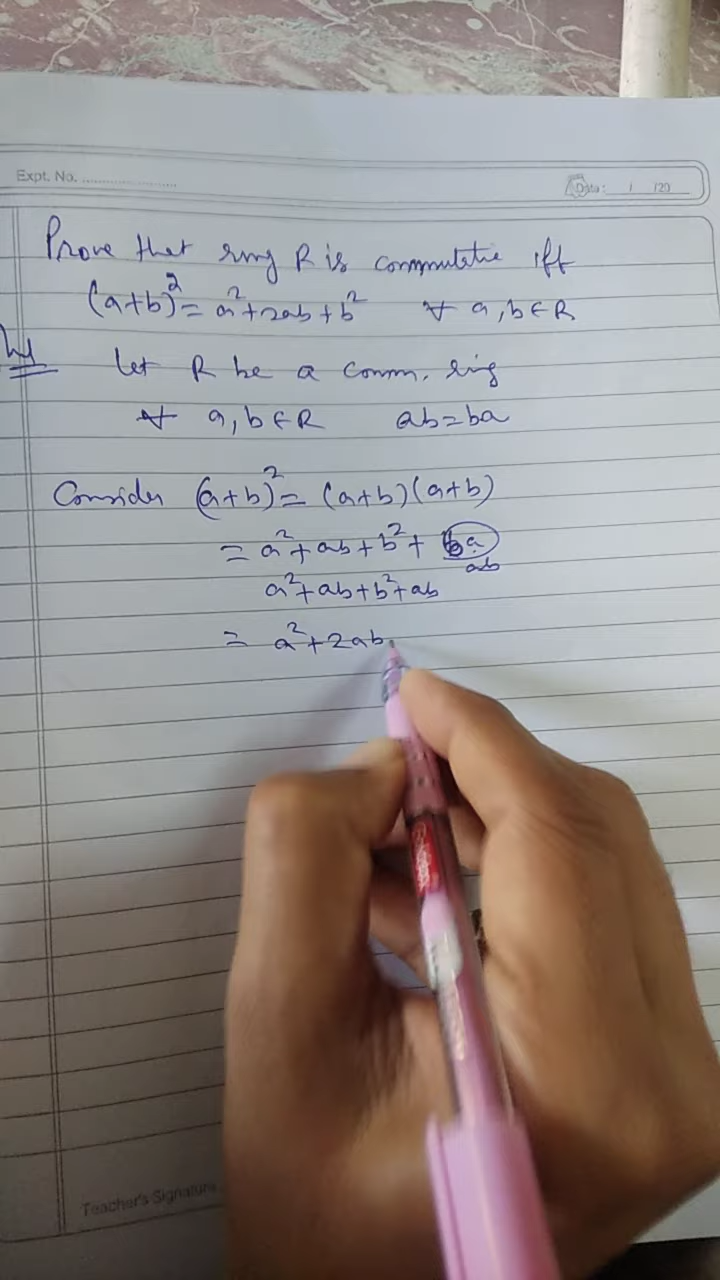 Expt. No. ........................
Date: / /20
Prove that ring R is commutative iff
(a+b)² = a²+2ab+b² ∀ a,b∈R
Let R be a comm. ring
∀ a,b∈R ab=ba
Consider (a+b)² = (a+b)(a+b)
= a²+ab+b²+ ba
ab
a²+ab+b²+ab
= a²+2ab
Teacher's Signature